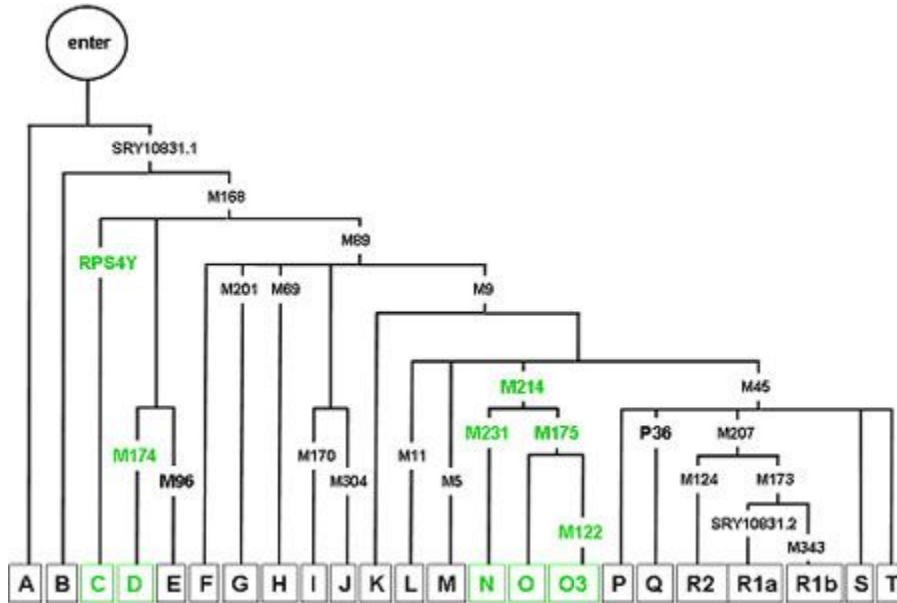 enter
SRY10831.1
M168
M89
RPS4Y
M201 M69 M9
M214 M45
M231 M175 P36 M207
M174 M170 M11
M96 M304 M5 M124 M173
SRY10831.2
M122
M343
A B C D E F G H I J K L M N O O3 P Q R2 R1a R1b S T